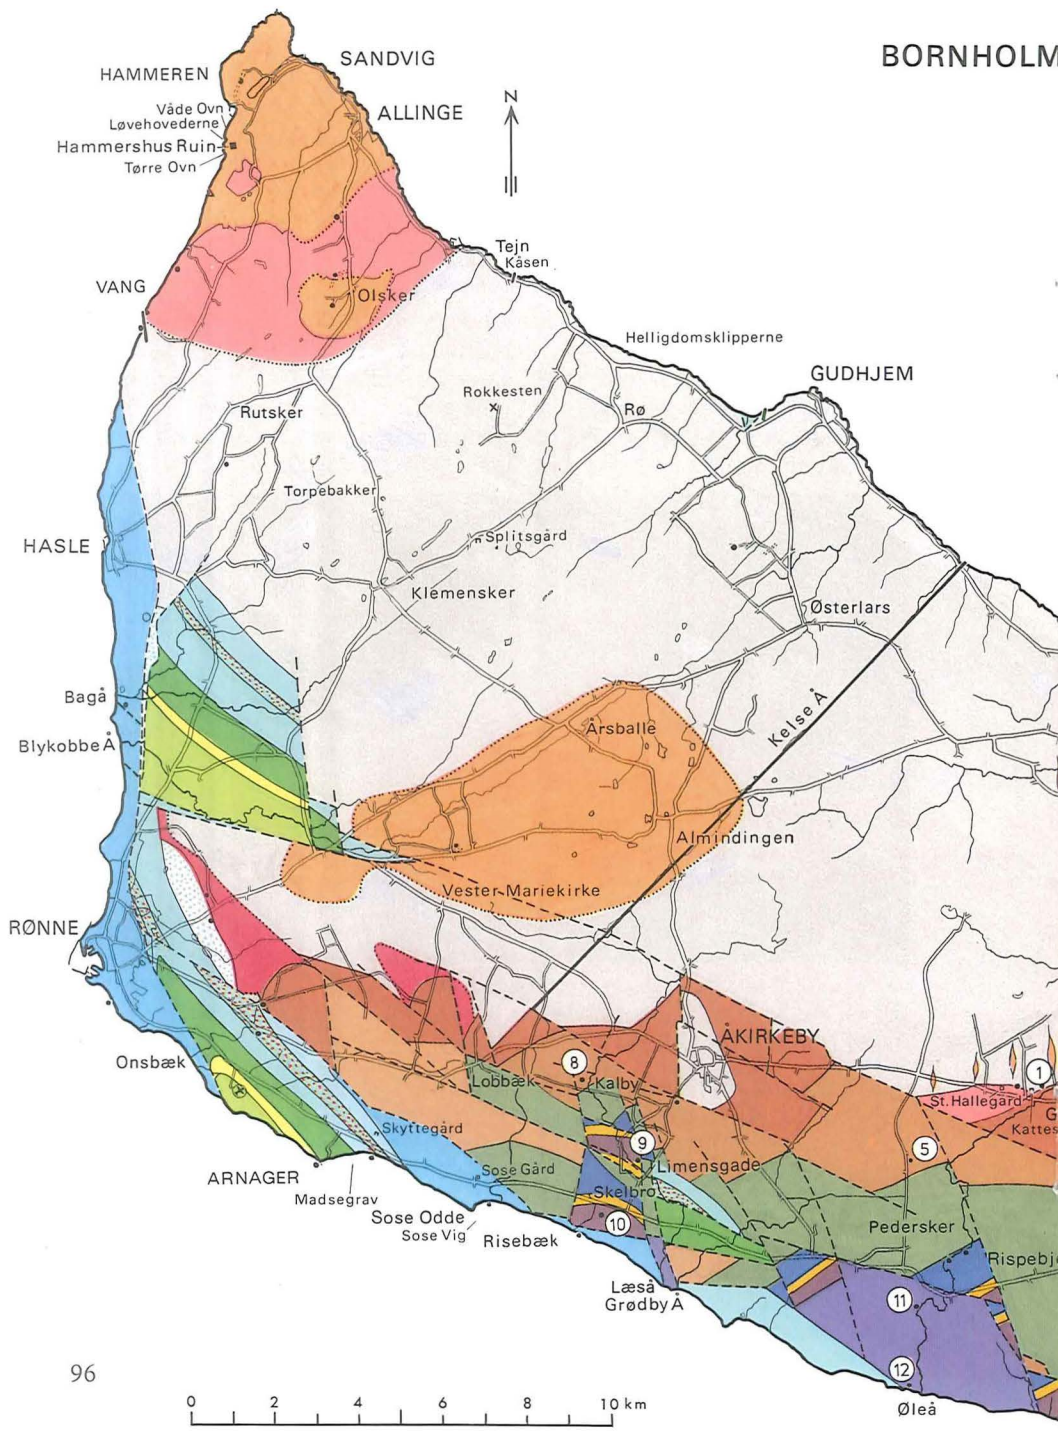 BORNHOLM
SANDVIG
HAMMEREN
N
Våde Ovn
Løvehovederne
ALLINGE
Hammershus Ruin
Tørre Ovn
Tejn
Kåsen
VANG
Olsker
Helligdomsklipperne
GUDHJEM
Rokkesten
Rutsker
Rø
Torpebakker
Splitsgård
HASLE
Klemensker
Østerlars
Bagå
Kelse Å
Årsballe
Blykobbe Å
Almindingen
Vester Mariekirke
RØNNE
ÅKIRKEBY
Onsbæk
8
1
Lobbæk
Kalby
St. Hallegård
G
Kattes
Skyttegård
9
5
ARNAGER
Sose Gård
Limensgade
Madsegrav
Skelbro
Sose Odde
Sose Vig
10
Pedersker
Risebæk
Rispebje
Læså
Grødby Å
11
96
12
Øleå
0 2 4 6 8 10 km